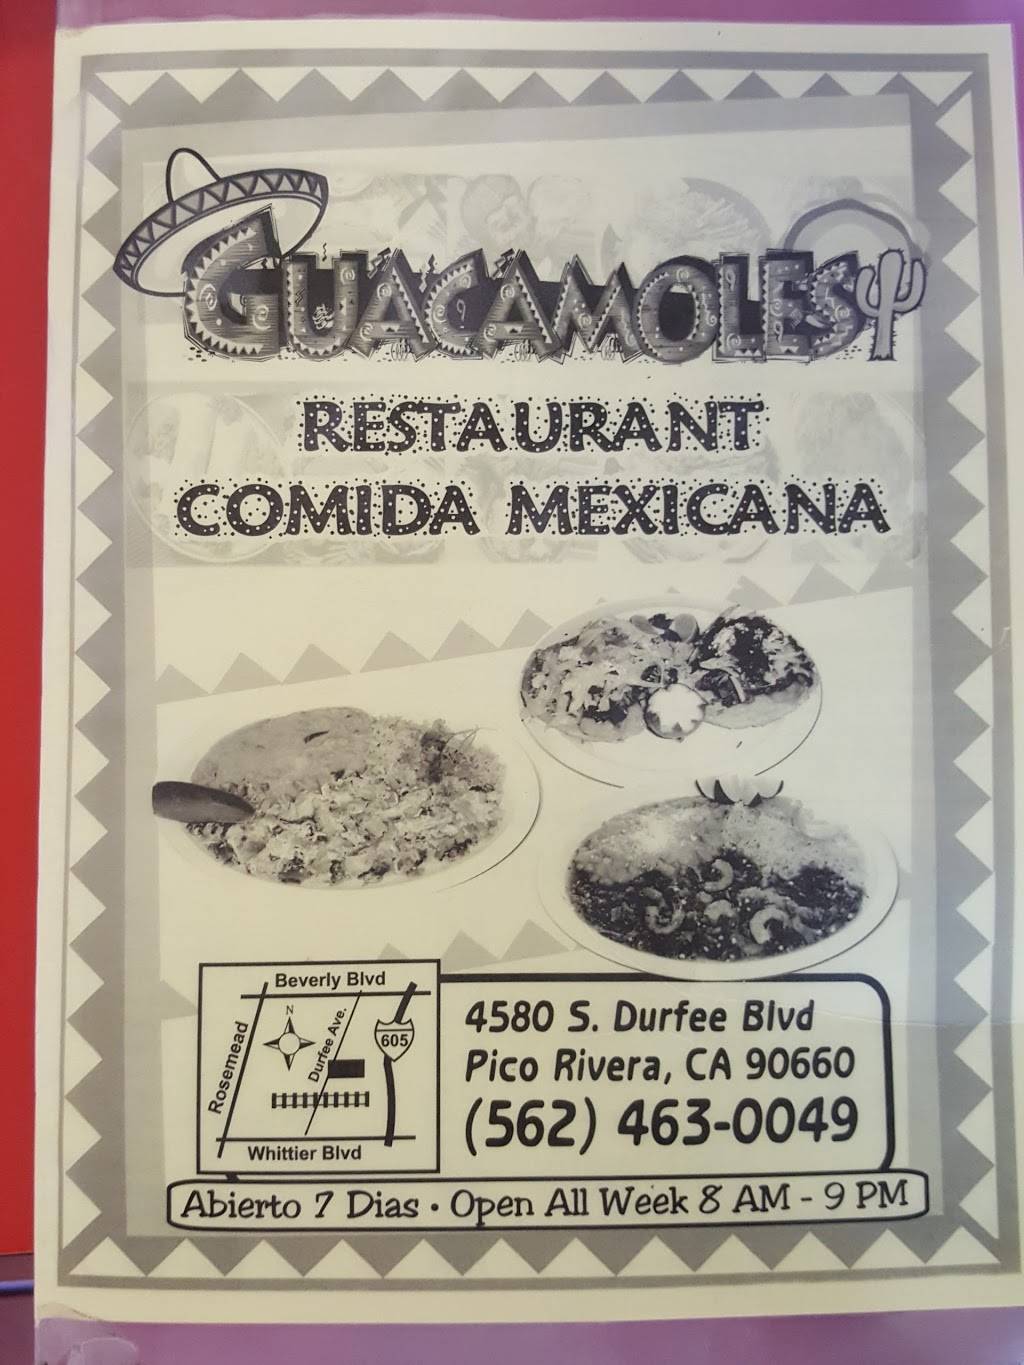 GUACAMOLES
RESTAURANT
COMIDA MEXICANA
Beverly Blvd
N
Rosemead
Durfee Ave.
605
Whittier Blvd
4580 S. Durfee Blvd
Pico Rivera, CA 90660
(562) 463-0049
Abierto 7 Dias • Open All Week 8 AM - 9 PM